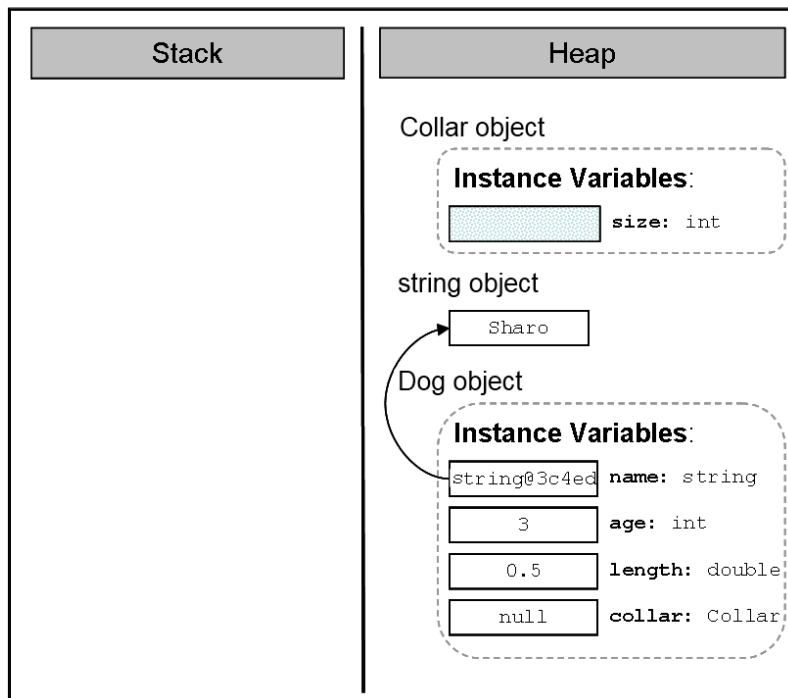 Stack
Heap
Collar object
Instance Variables:
size: int
string object
Sharo
Dog object
Instance Variables:
string@3c4ed name: string
3 age: int
0.5 length: double
null collar: Collar